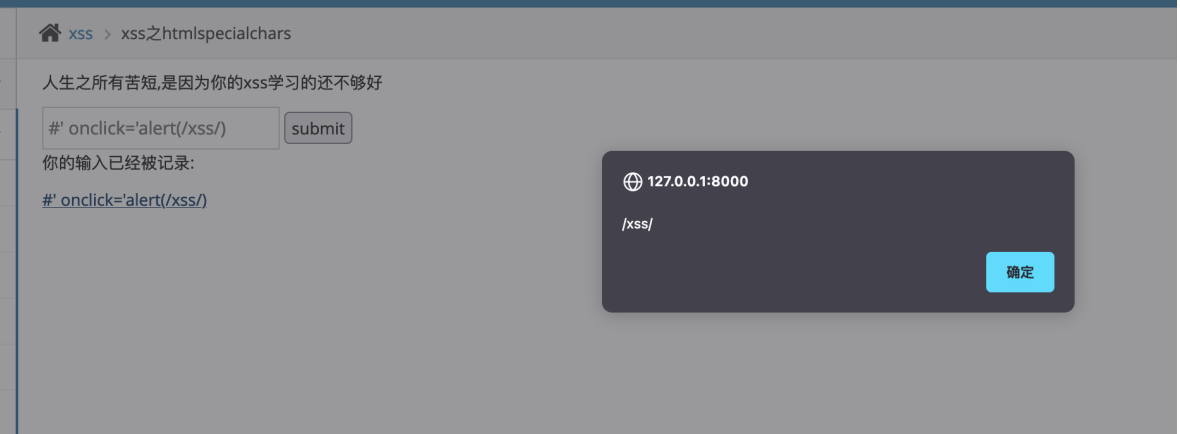 xss > xss之htmlspecialchars
人生之所有苦短,是因为你的xss学习的还不够好
#' onclick='alert(/xss/) submit
你的输入已经被记录:
#' onclick='alert(/xss/)
127.0.0.1:8000
/xss/
确定